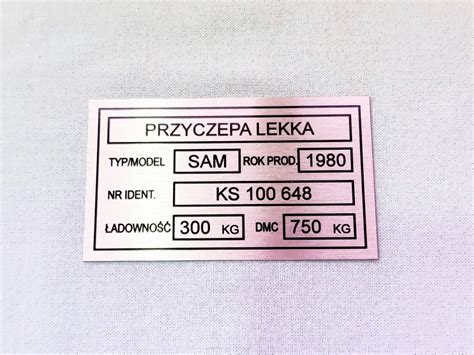 PRZYCZEPA LEKKA
TYP/MODEL SAM ROK PROD. 1980
NR IDENT. KS 100 648
ŁADOWNOŚĆ 300 KG DMC 750 KG